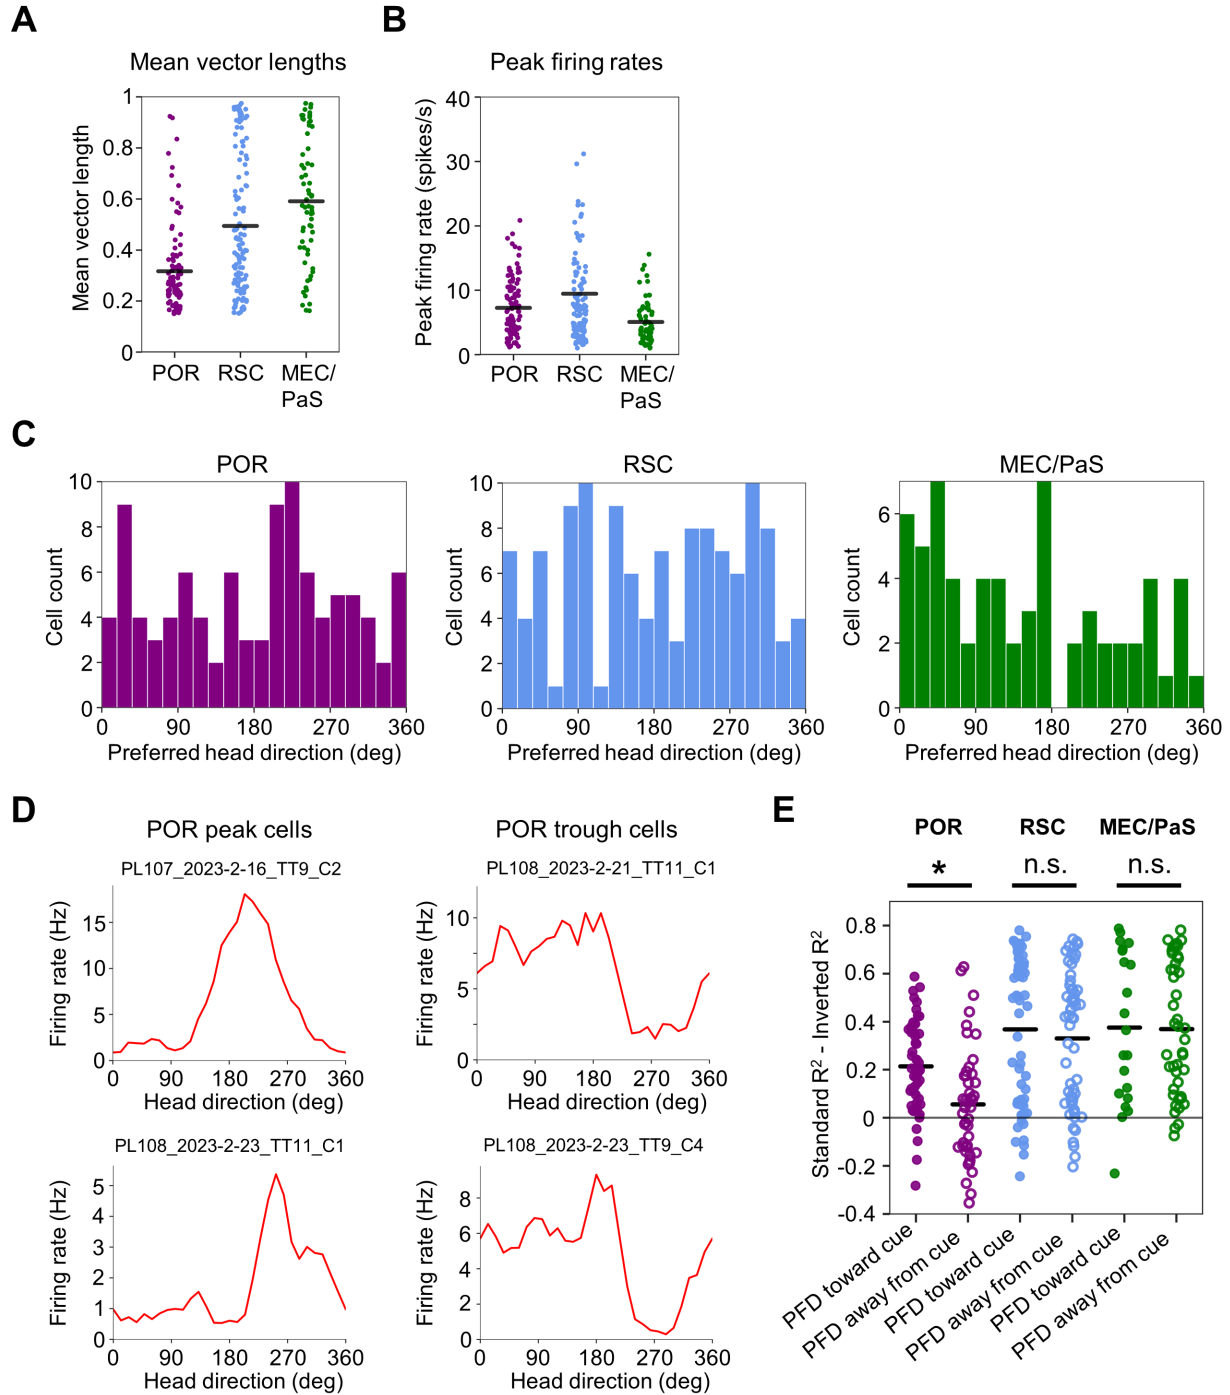 A
B
Mean vector lengths
Peak firing rates
Mean vector length
1
0.8
0.6
0.4
0.2
0
POR
RSC
MEC/
PaS
Peak firing rate (spikes/s)
40
30
20
10
0
POR
RSC
MEC/
PaS
C
POR
Cell count
10
8
6
4
2
0
0
90
180
270
360
Preferred head direction (deg)
RSC
Cell count
10
8
6
4
2
0
0
90
180
270
360
Preferred head direction (deg)
MEC/PaS
Cell count
6
4
2
0
0
90
180
270
360
Preferred head direction (deg)
D
POR peak cells
POR trough cells
PL107_2023-2-16_TT9_C2
Firing rate (Hz)
15
10
5
0
0
90
180
270
360
Head direction (deg)
PL108_2023-2-21_TT11_C1
Firing rate (Hz)
10
5
0
0
90
180
270
360
Head direction (deg)
PL108_2023-2-23_TT11_C1
Firing rate (Hz)
5
4
3
2
1
0
0
90
180
270
360
Head direction (deg)
PL108_2023-2-23_TT9_C4
Firing rate (Hz)
8
6
4
2
0
0
90
180
270
360
Head direction (deg)
E
POR
RSC
MEC/PaS
*
n.s.
n.s.
Standard R² - Inverted R²
0.8
0.6
0.4
0.2
0
-0.2
-0.4
PFD toward cue
PFD away from cue
PFD toward cue
PFD away from cue
PFD toward cue
PFD away from cue